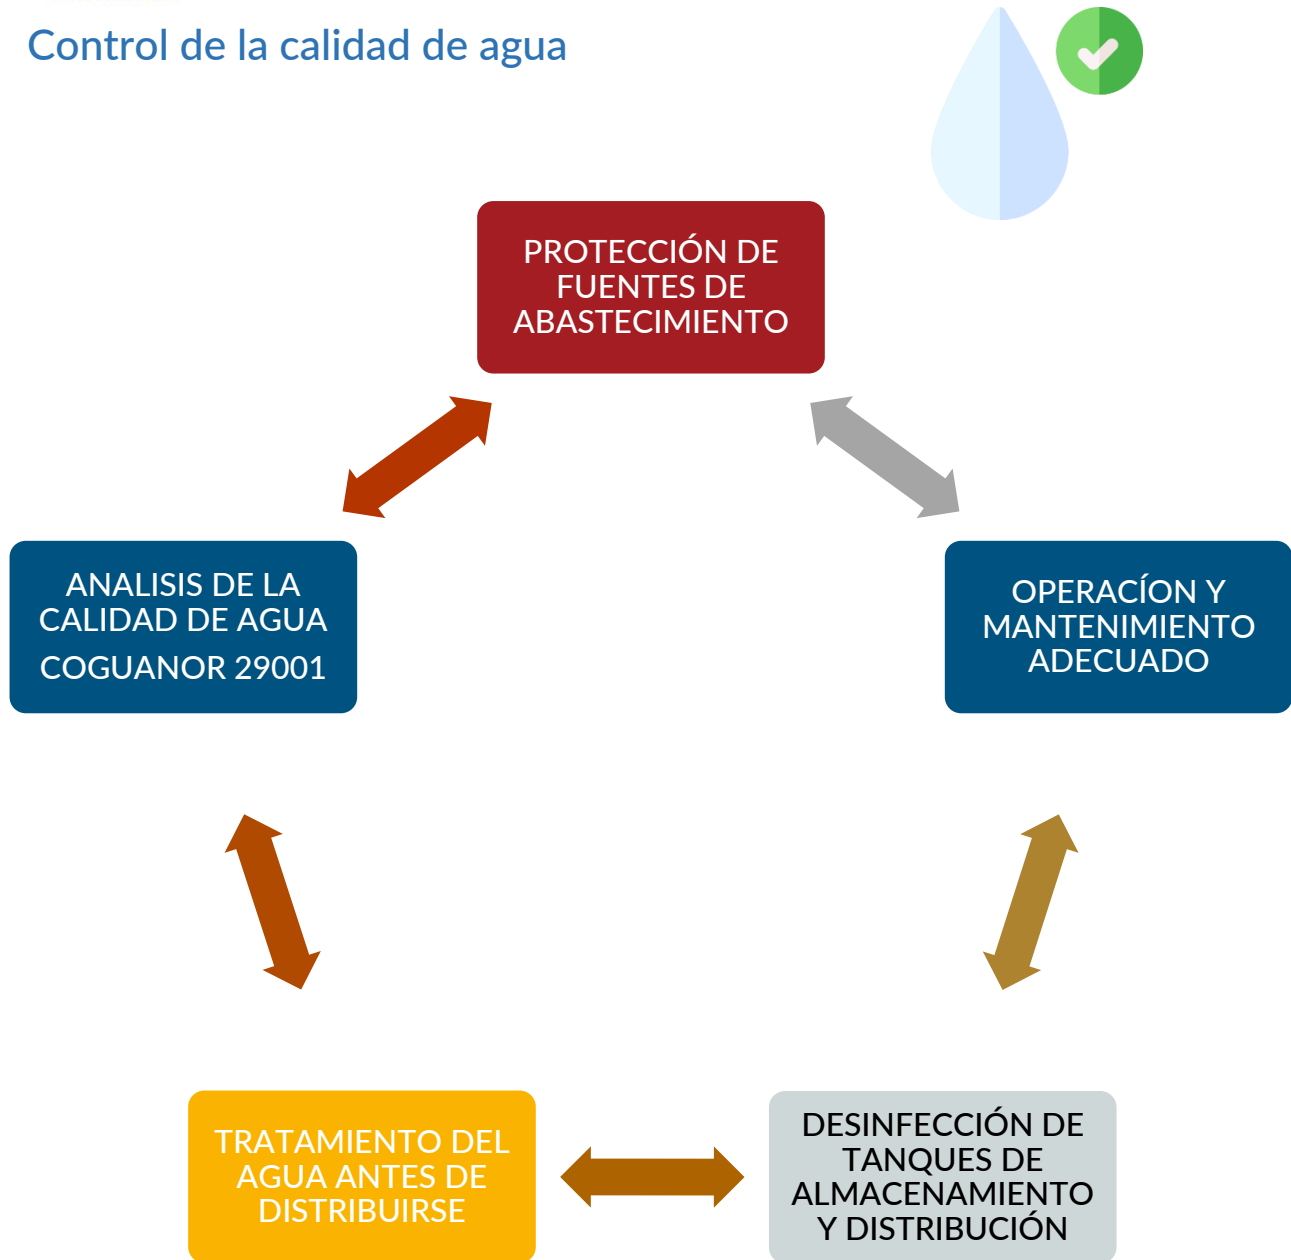 Control de la calidad de agua
PROTECCIÓN DE
FUENTES DE
ABASTECIMIENTO
ANALISIS DE LA
CALIDAD DE AGUA
COGUANOR 29001
OPERACÍON Y
MANTENIMIENTO
ADECUADO
TRATAMIENTO DEL
AGUA ANTES DE
DISTRIBUIRSE
DESINFECCIÓN DE
TANQUES DE
ALMACENAMIENTO
Y DISTRIBUCIÓN